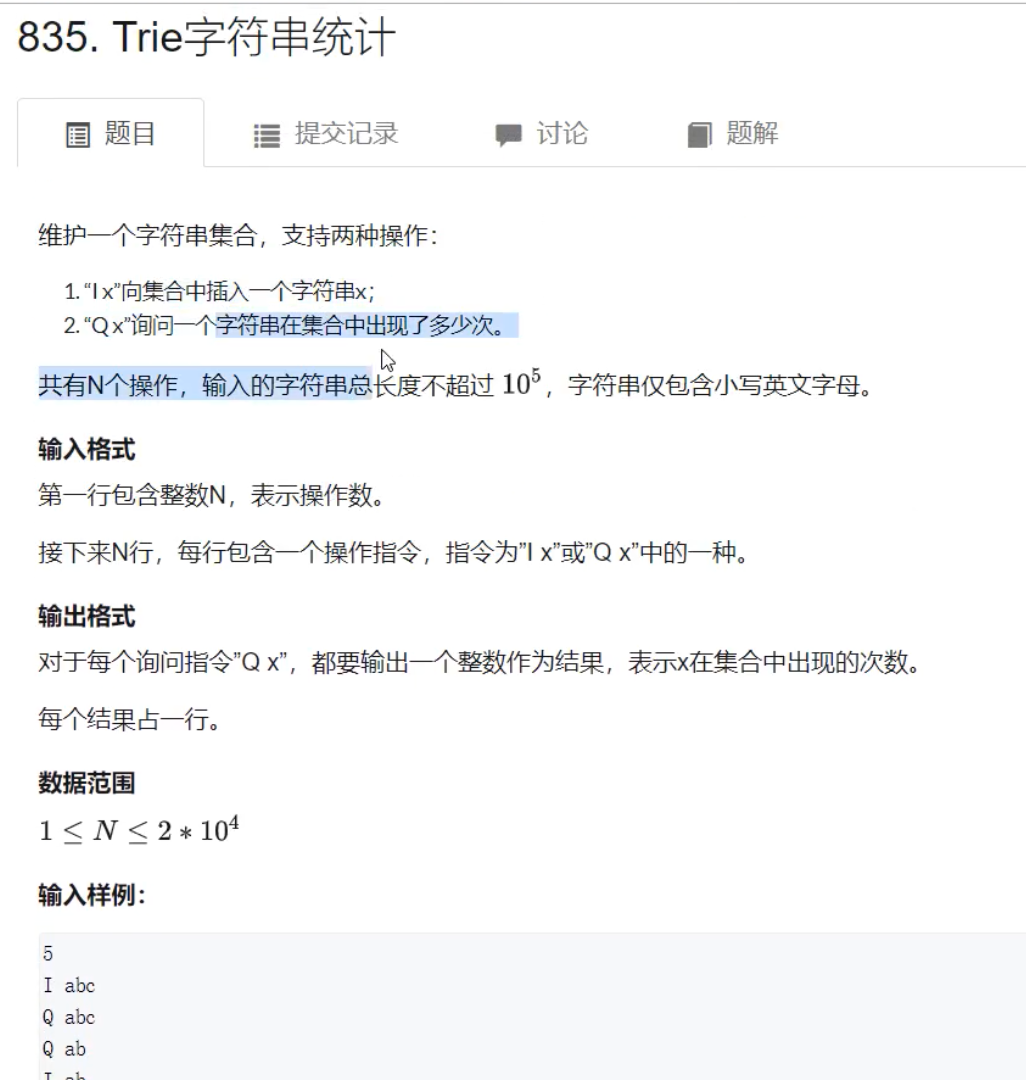 835. Trie字符串统计
题目 提交记录 讨论 题解
维护一个字符串集合，支持两种操作：
1. “I x”向集合中插入一个字符串x；
2. “Q x”询问一个字符串在集合中出现了多少次。
共有N个操作，输入的字符串总长度不超过 10⁵，字符串仅包含小写英文字母。
输入格式
第一行包含整数N，表示操作数。
接下来N行，每行包含一个操作指令，指令为”I x”或”Q x”中的一种。
输出格式
对于每个询问指令”Q x”，都要输出一个整数作为结果，表示x在集合中出现的次数。
每个结果占一行。
数据范围
1 ≤ N ≤ 2 * 10⁴
输入样例：
5
I abc
Q abc
Q ab
I ab